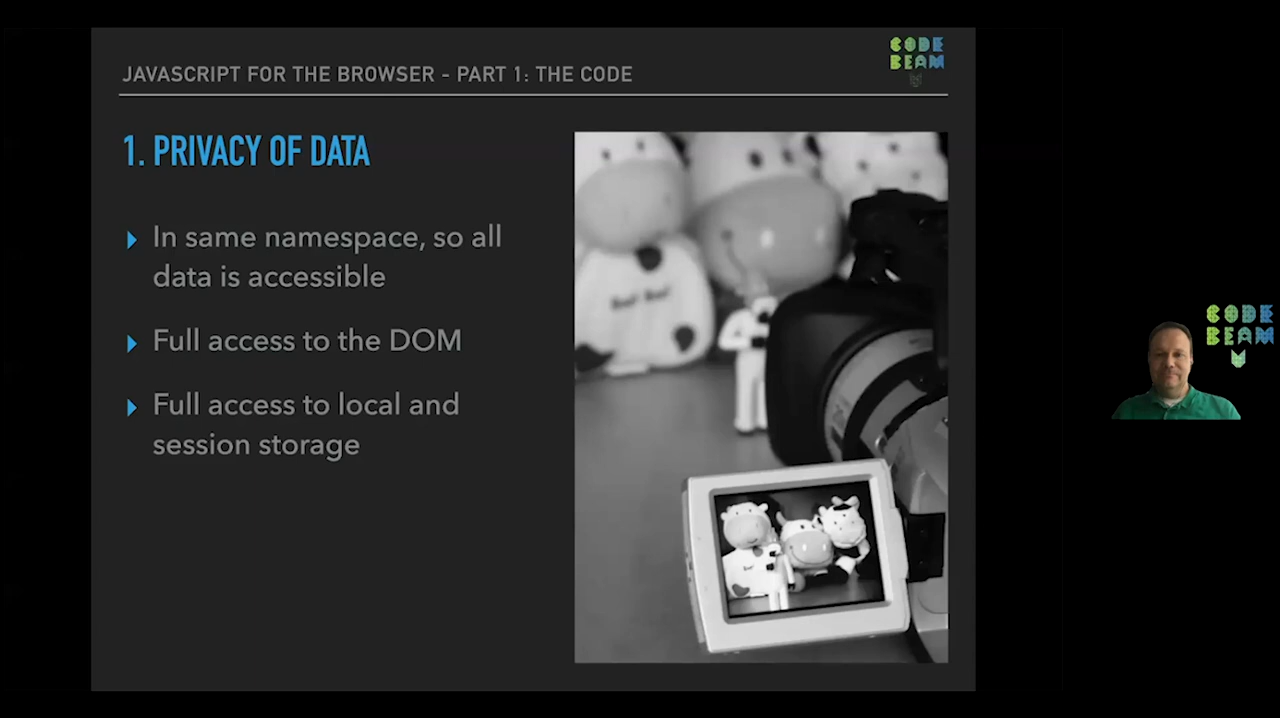 JAVASCRIPT FOR THE BROWSER - PART 1: THE CODE
CODE
BEAM
1. PRIVACY OF DATA
In same namespace, so all
data is accessible
Full access to the DOM
Full access to local and
session storage
CODE
BEAM